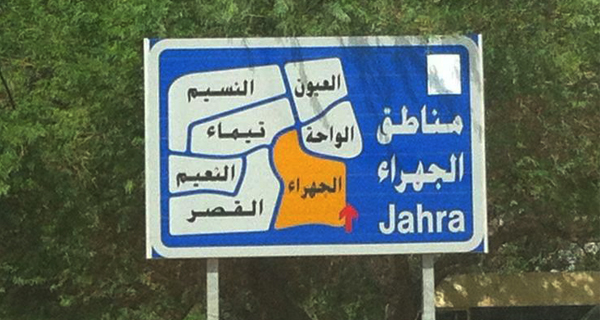 مناطق
الجهراء
Jahra
العيون
النسيم
الواحة
تيماء
الجهراء
النعيم
القصر